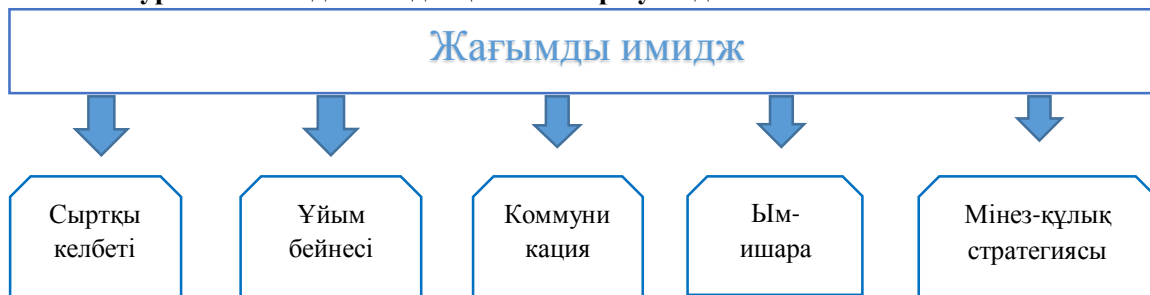 Жағымды имидж
Сыртқы
келбеті
Ұйым
бейнесі
Коммуни
кация
Ым-
ишара
Мінез-құлық
стратегиясы